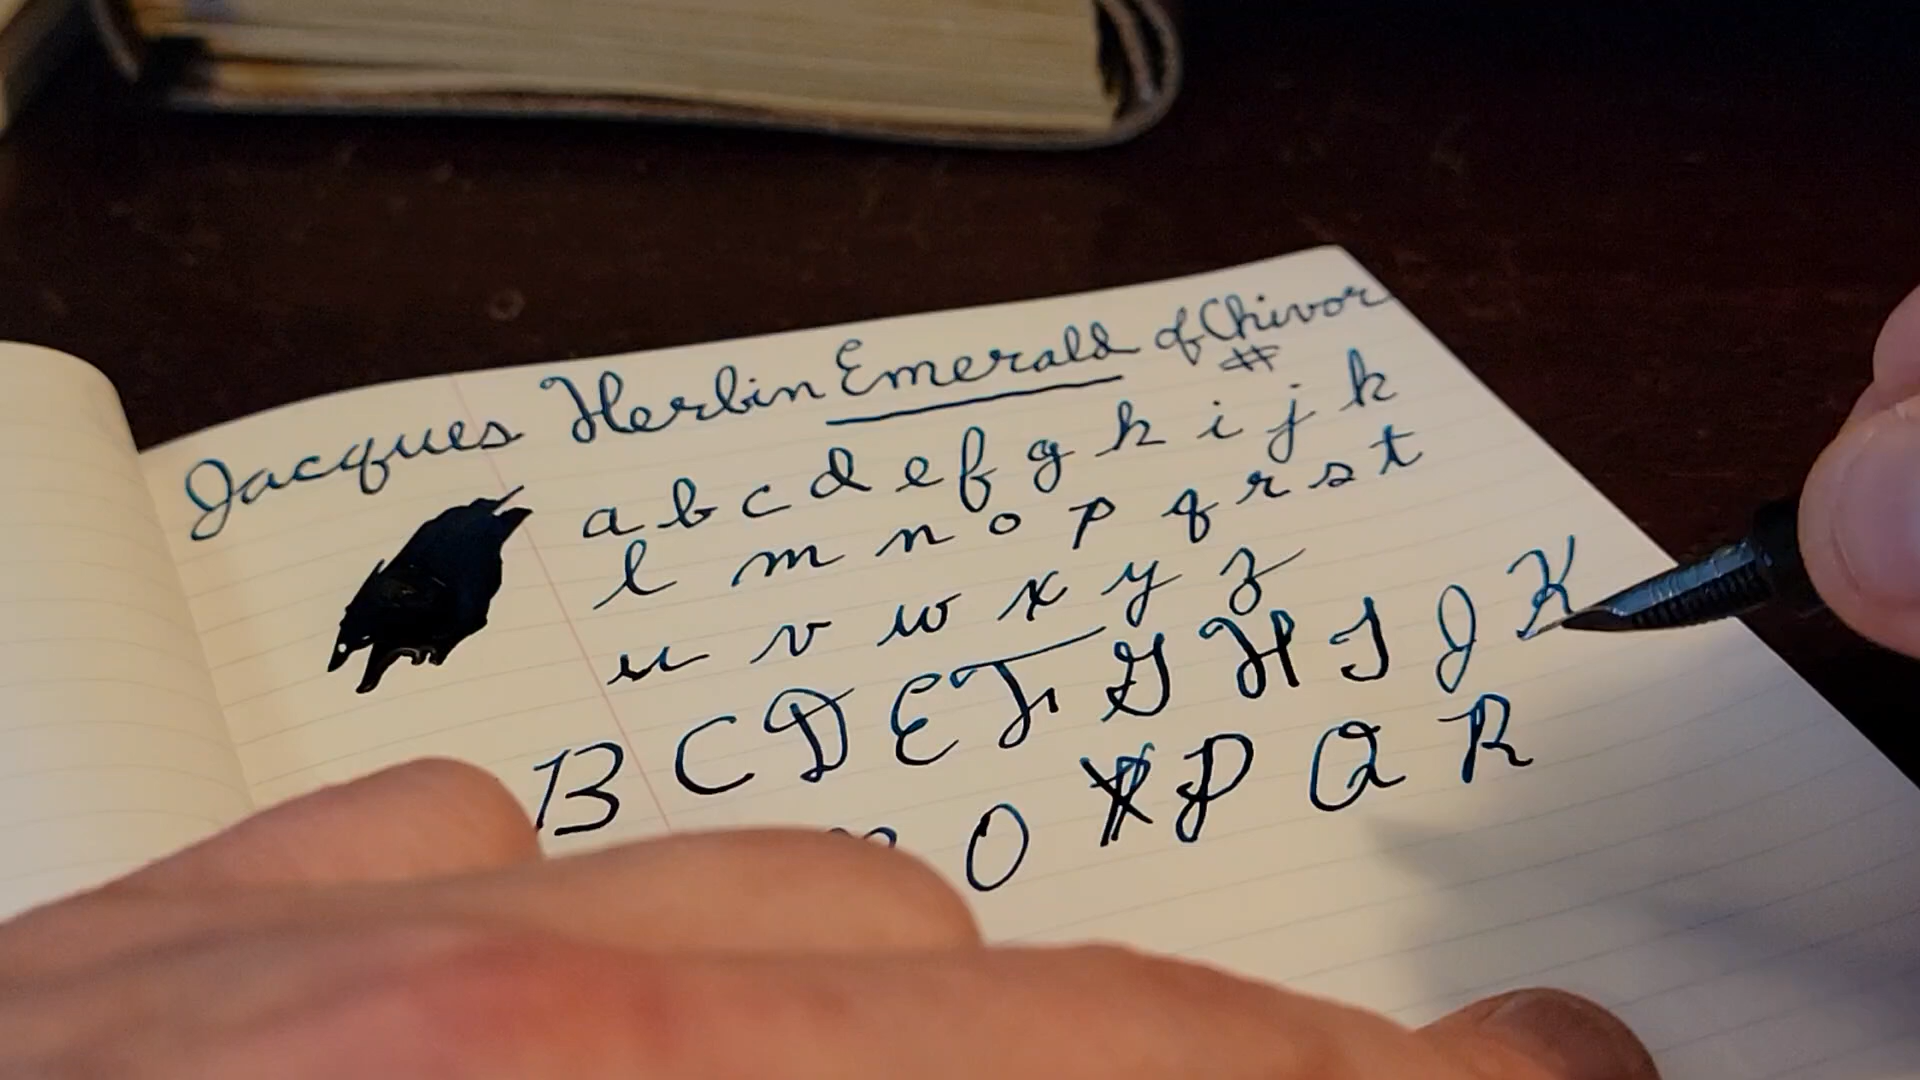 Jacques Herbin Emerald of Chivor
#
a b c d e f g h i j k
l m n o p q r s t
u v w x y z
B C D E F G H I J K
O P Q R